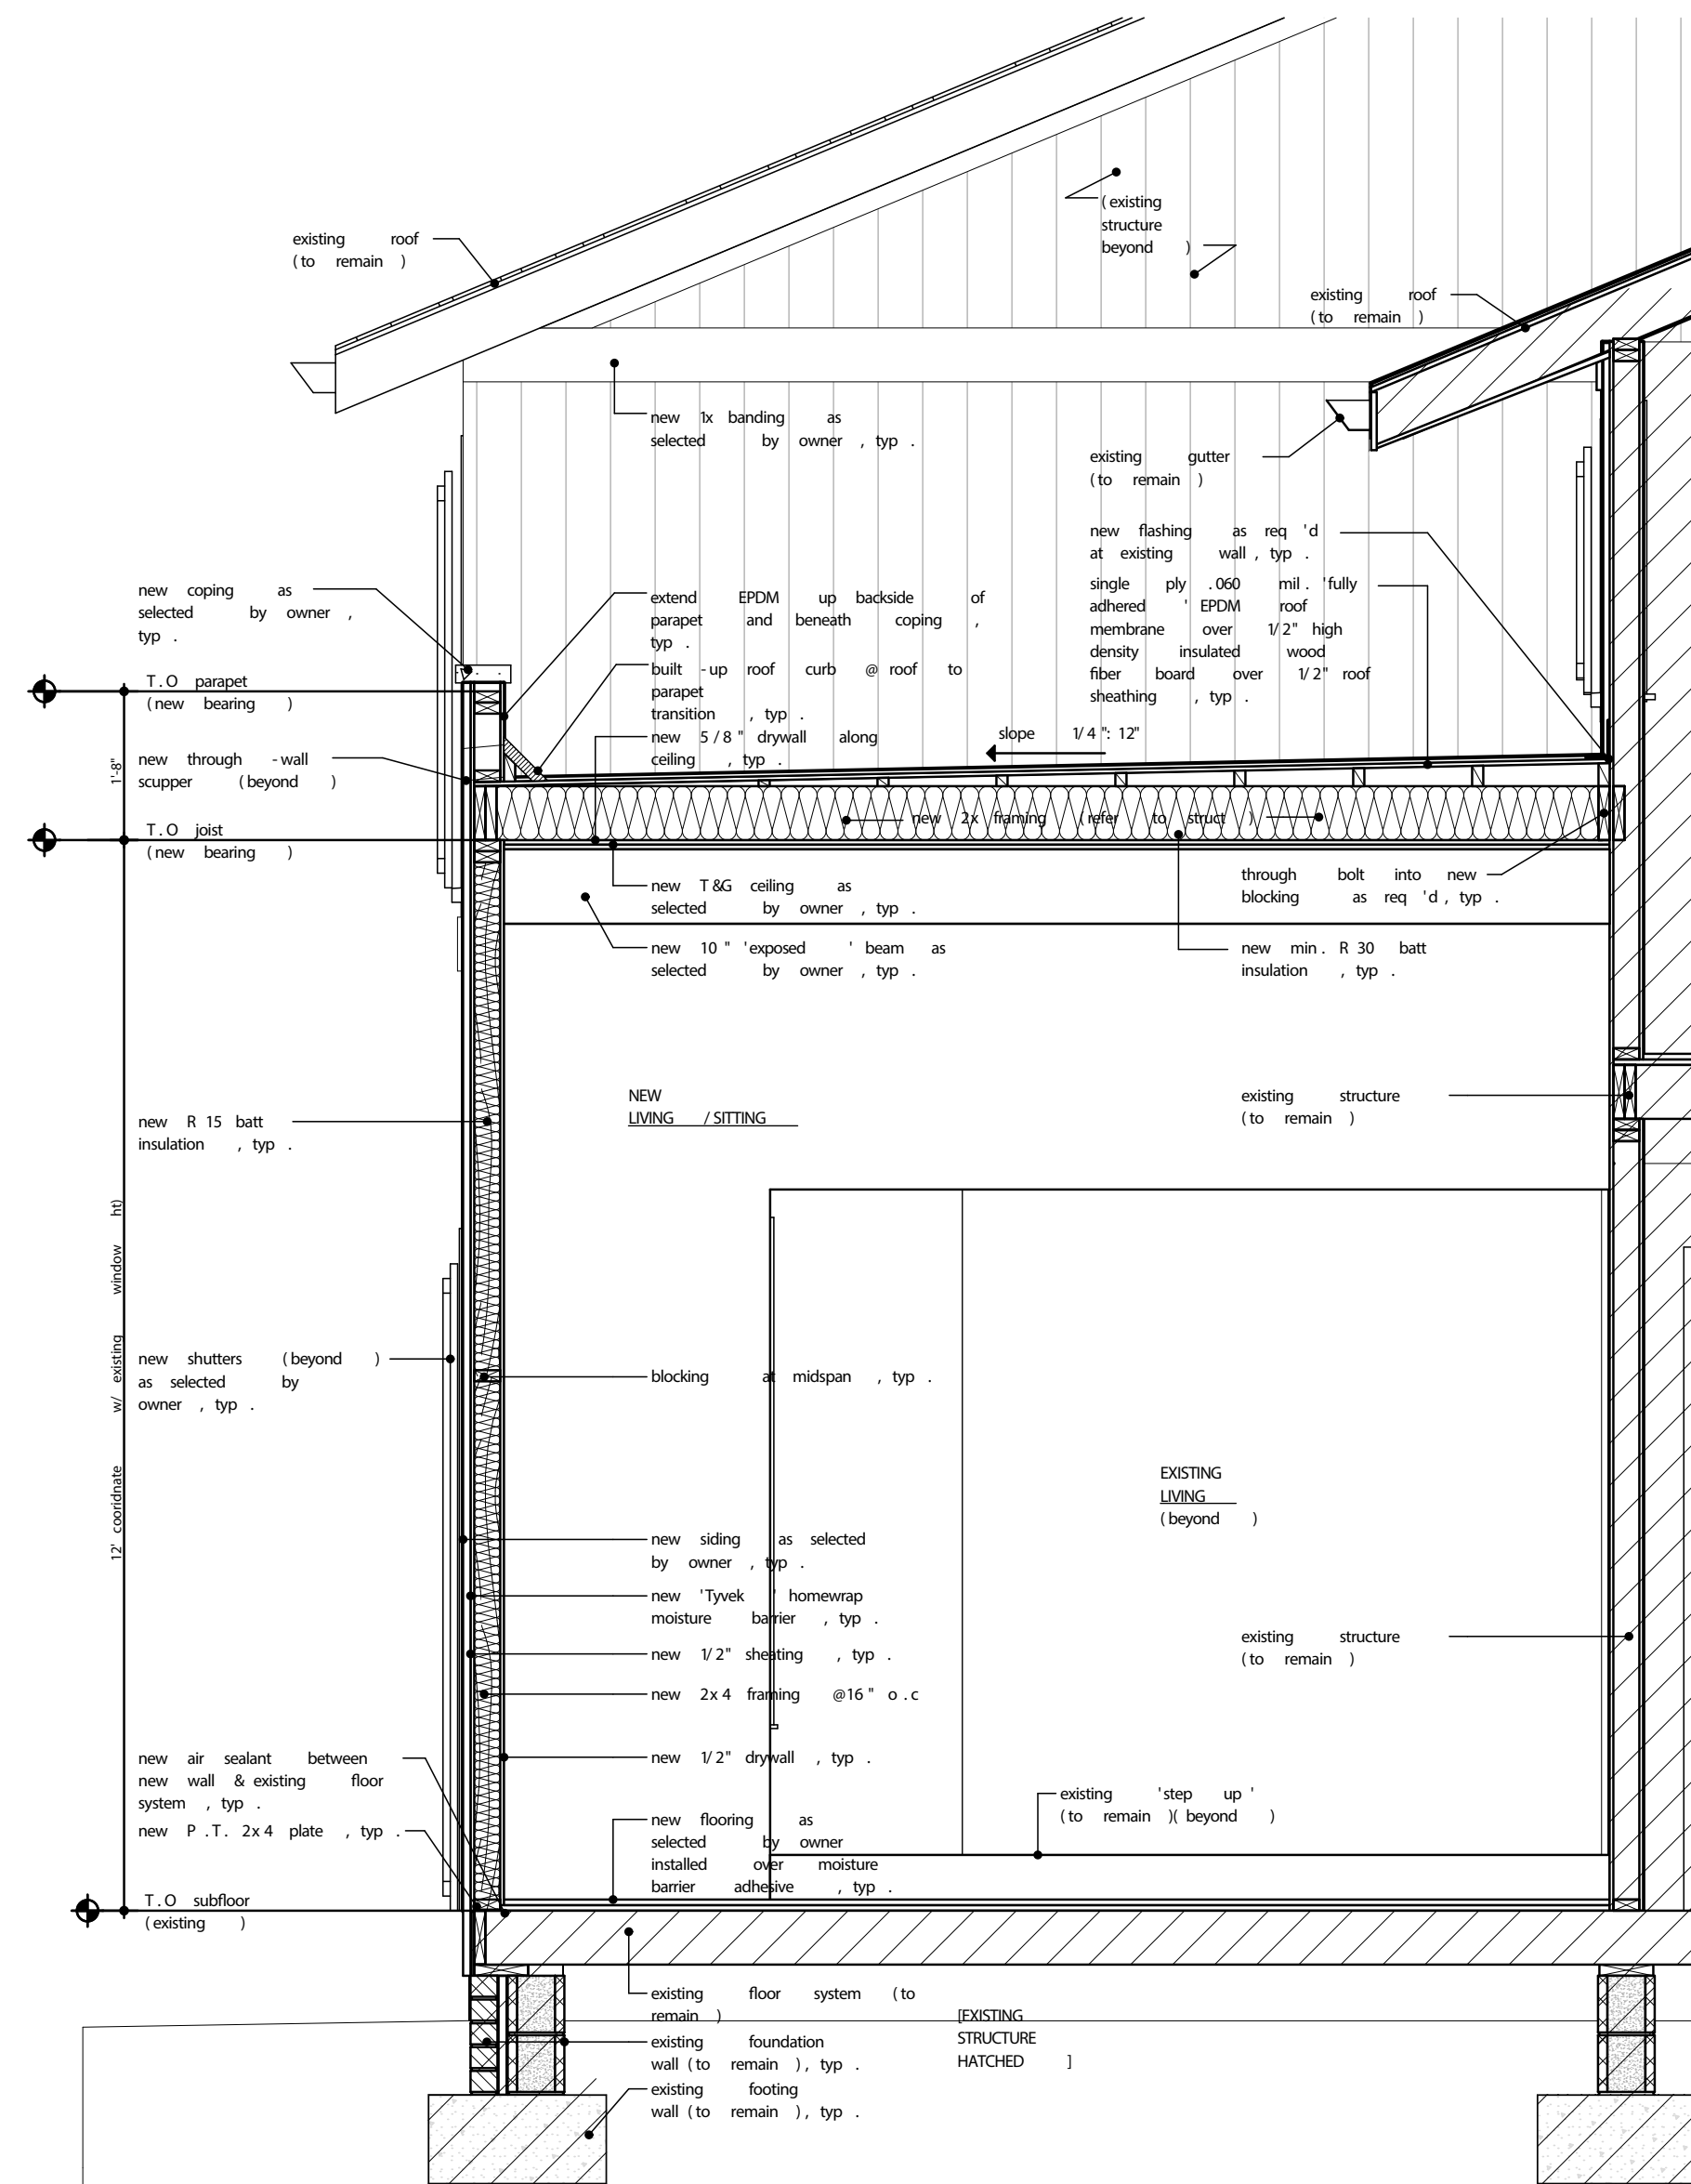 (existing
structure
beyond)
existing roof
(to remain)
existing roof
(to remain)
new 1x banding as
selected by owner, typ.
existing gutter
(to remain)
new flashing as req'd
at existing wall, typ.
single ply .060 mil. 'fully
adhered' EPDM roof
membrane over 1/2" high
density insulated wood
fiber board over 1/2" roof
sheathing, typ.
new coping as
selected by owner,
typ.
extend EPDM up backside of
parapet and beneath coping,
typ.
built-up roof curb @ roof to
parapet
transition, typ.
T.O parapet
(new bearing)
new 5/8" drywall along
ceiling, typ.
slope 1/4": 12"
new through-wall
scupper (beyond)
1'-8"
new 2x framing (refer to struct)
T.O joist
(new bearing)
new T&G ceiling as
selected by owner, typ.
through bolt into new
blocking as req'd, typ.
new 10" 'exposed' beam as
selected by owner, typ.
new min. R 30 batt
insulation, typ.
NEW
LIVING / SITTING
existing structure
(to remain)
new R 15 batt
insulation, typ.
12' cooridnate w/ existing window ht)
new shutters (beyond)
as selected by
owner, typ.
blocking at midspan, typ.
EXISTING
LIVING
(beyond)
new siding as selected
by owner, typ.
new 'Tyvek' homewrap
moisture barrier, typ.
new 1/2" sheating, typ.
existing structure
(to remain)
new 2x4 framing @16" o.c
new air sealant between
new wall & existing floor
system, typ.
new 1/2" drywall, typ.
existing 'step up'
(to remain)(beyond)
new P.T. 2x4 plate, typ.
new flooring as
selected by owner
installed over moisture
barrier adhesive, typ.
T.O subfloor
(existing)
existing floor system (to
remain)
[EXISTING
STRUCTURE
HATCHED]
existing foundation
wall (to remain), typ.
existing footing
wall (to remain), typ.